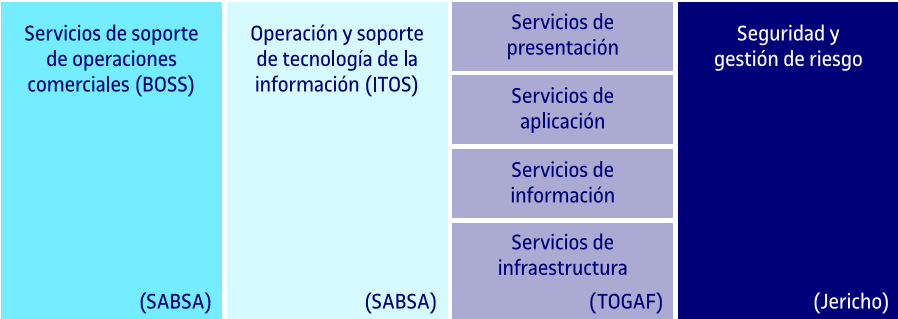 Servicios de soporte
de operaciones
comerciales (BOSS)
(SABSA)
Operación y soporte
de tecnología de la
información (ITOS)
(SABSA)
Servicios de
presentación
Servicios de
aplicación
Servicios de
información
Servicios de
infraestructura
(TOGAF)
Seguridad y
gestión de riesgo
(Jericho)